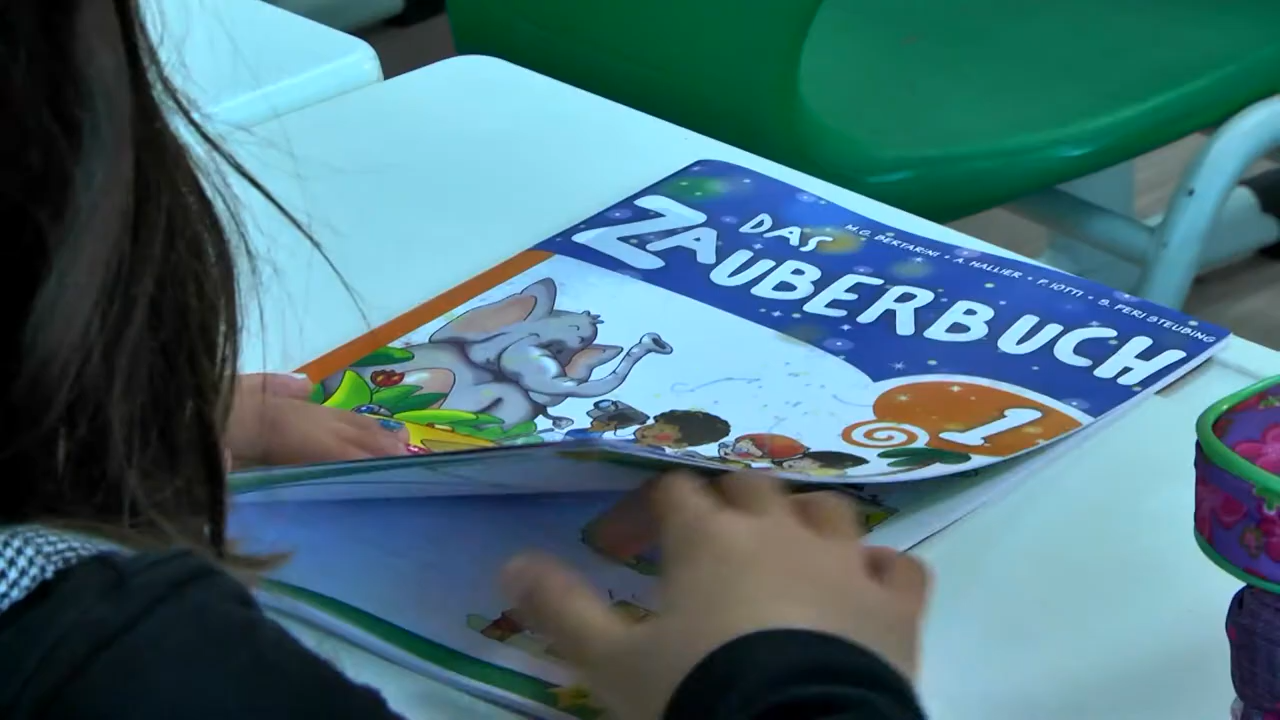 M.G. BERTARINI • A. HALLIER • P. IOTTI • B. PERI STEUBING
DAS
ZAUBERBUCH
1